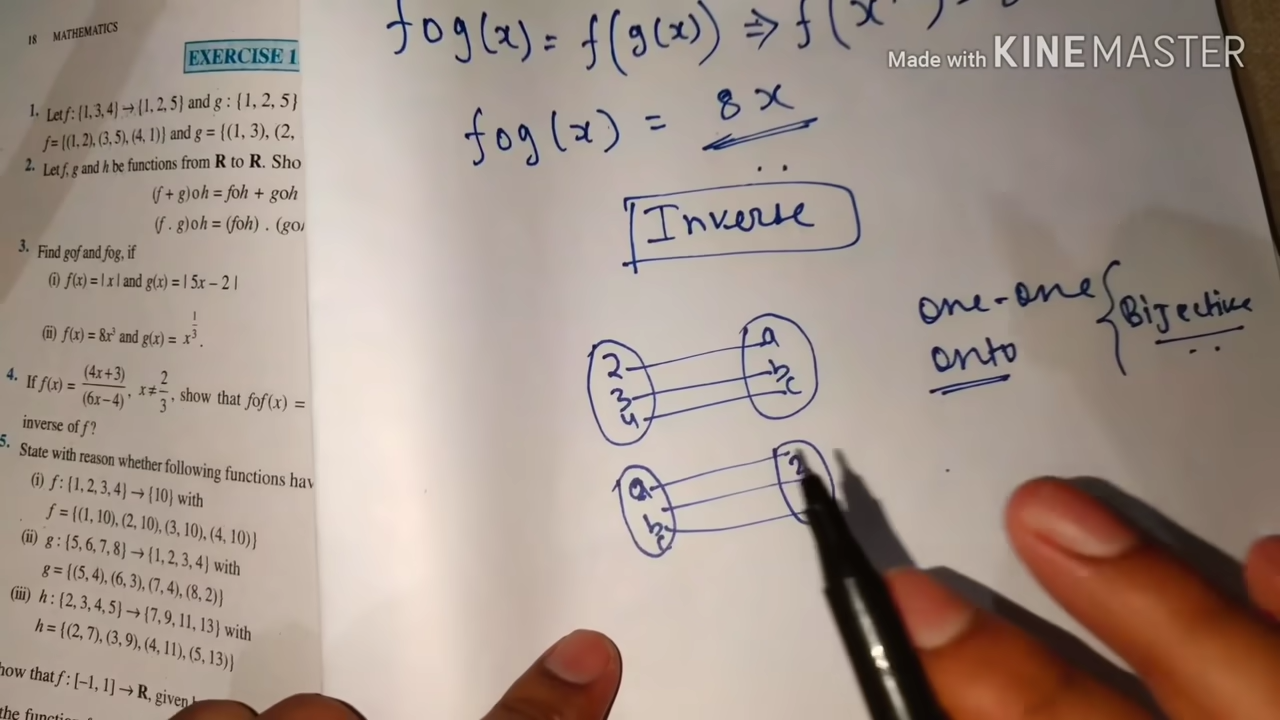 18 MATHEMATICS
EXERCISE 1
1. Let f : {1, 3, 4} → {1, 2, 5} and g : {1, 2, 5}
f = {(1, 2), (3, 5), (4, 1)} and g = {(1, 3), (2,
2. Let f, g and h be functions from R to R. Sho
(f + g)oh = foh + goh
(f . g)oh = (foh) . (go
3. Find gof and fog, if
(i) f(x) = | x | and g(x) = | 5x – 2 |
(ii) f(x) = 8x³ and g(x) = x^(1/3).
4. If f(x) = (4x+3)/(6x–4), x ≠ 2/3, show that fof(x) =
inverse of f?
5. State with reason whether following functions hav
(i) f : {1, 2, 3, 4} → {10} with
f = {(1, 10), (2, 10), (3, 10), (4, 10)}
(ii) g : {5, 6, 7, 8} → {1, 2, 3, 4} with
g = {(5, 4), (6, 3), (7, 4), (8, 2)}
(iii) h : {2, 3, 4, 5} → {7, 9, 11, 13} with
h = {(2, 7), (3, 9), (4, 11), (5, 13)}
how that f : [–1, 1] → R, given
the function
fog(x) = f(g(x)) ⇒ f(x
Made with KINEMASTER
fog(x) = 8x
Inverse
2 a
3 b
4 c
one-one
onto
Bijective
a 2
b
c